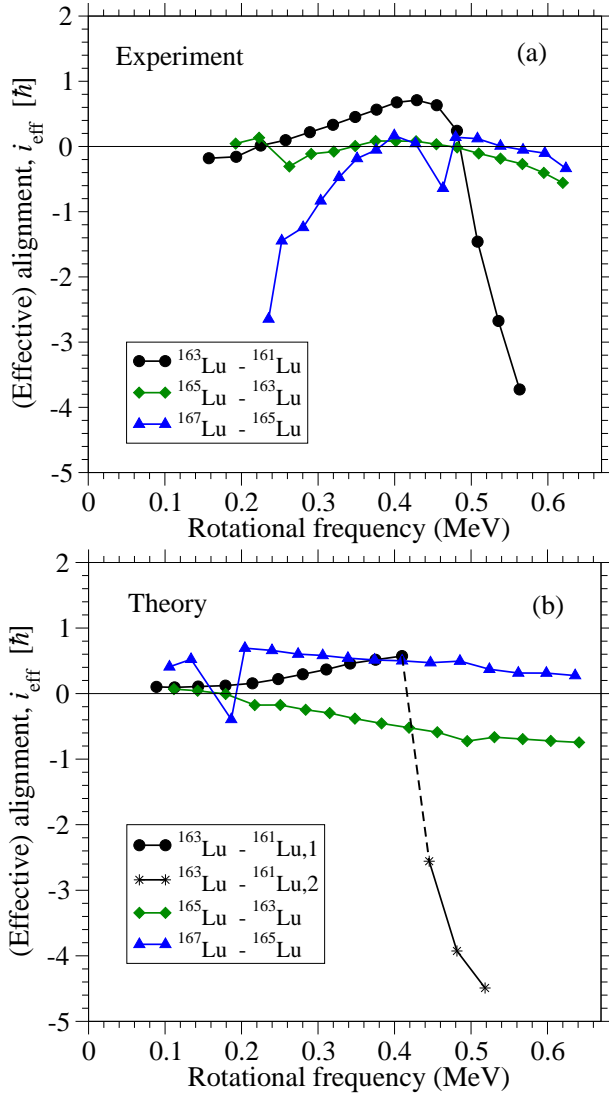 2
1
0
-1
-2
-3
-4
-5
(Effective) alignment, i_eff [ħ]
Experiment
(a)
¹⁶³Lu - ¹⁶¹Lu
¹⁶⁵Lu - ¹⁶³Lu
¹⁶⁷Lu - ¹⁶⁵Lu
0 0.1 0.2 0.3 0.4 0.5 0.6
Rotational frequency (MeV)
2
1
0
-1
-2
-3
-4
-5
(Effective) alignment, i_eff [ħ]
Theory
(b)
¹⁶³Lu - ¹⁶¹Lu,1
¹⁶³Lu - ¹⁶¹Lu,2
¹⁶⁵Lu - ¹⁶³Lu
¹⁶⁷Lu - ¹⁶⁵Lu
0 0.1 0.2 0.3 0.4 0.5 0.6
Rotational frequency (MeV)